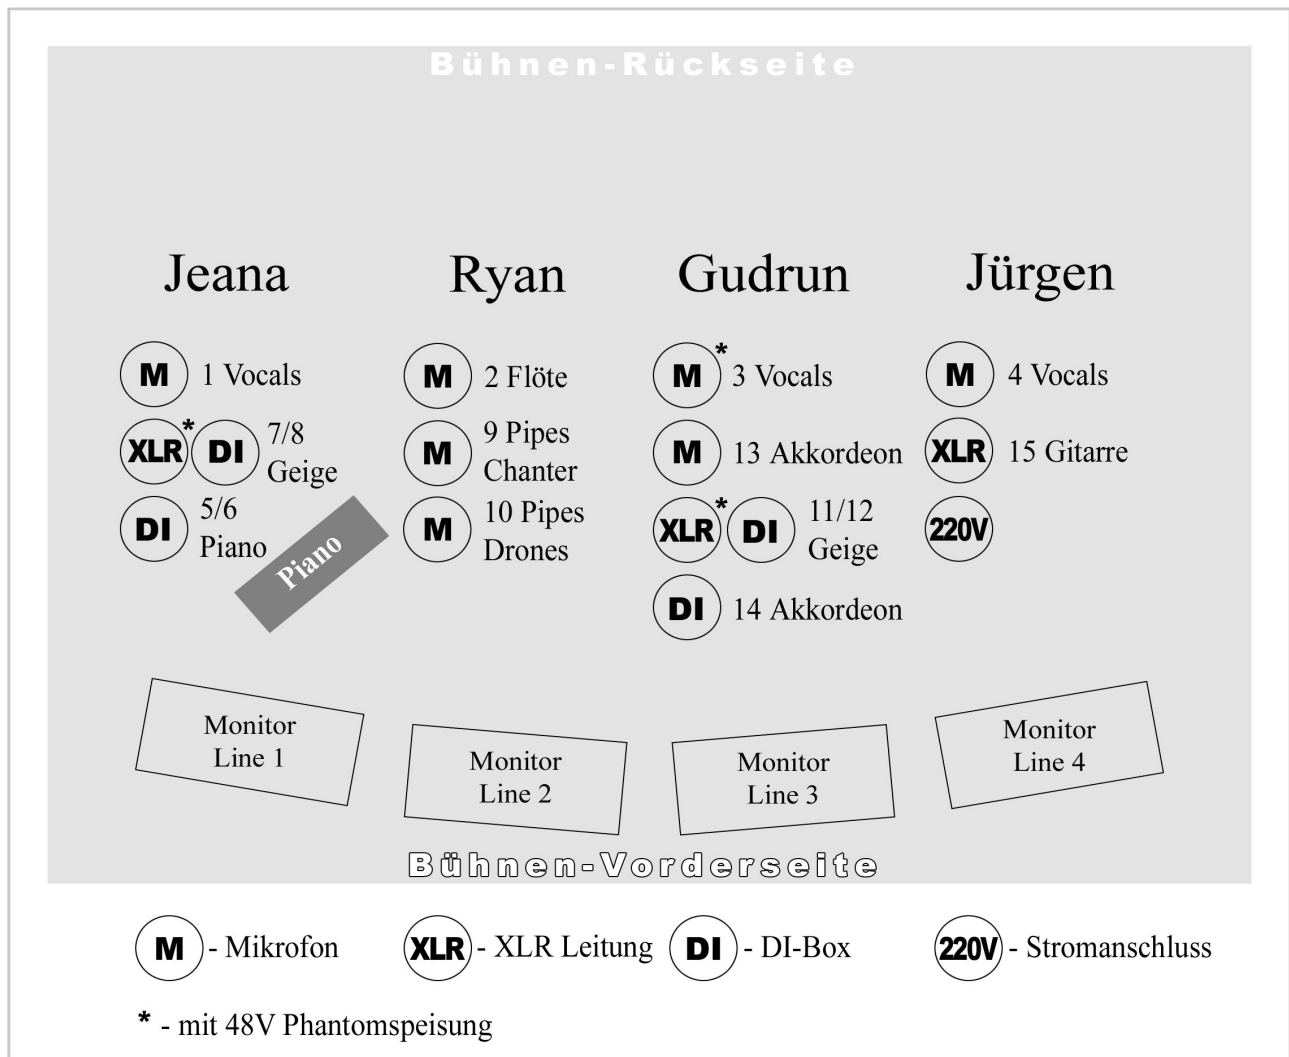 Bühnen-Rückseite
Jeana
Ryan
Gudrun
Jürgen
M 1 Vocals
M 2 Flöte
M * 3 Vocals
M 4 Vocals
XLR * DI 7/8
Geige
M 9 Pipes
Chanter
M 13 Akkordeon
XLR 15 Gitarre
DI 5/6
Piano
Piano
M 10 Pipes
Drones
XLR * DI 11/12
Geige
220V
DI 14 Akkordeon
Monitor
Line 1
Monitor
Line 2
Monitor
Line 3
Monitor
Line 4
Bühnen-Vorderseite
M - Mikrofon
XLR - XLR Leitung
DI - DI-Box
220V - Stromanschluss
* - mit 48V Phantomspeisung